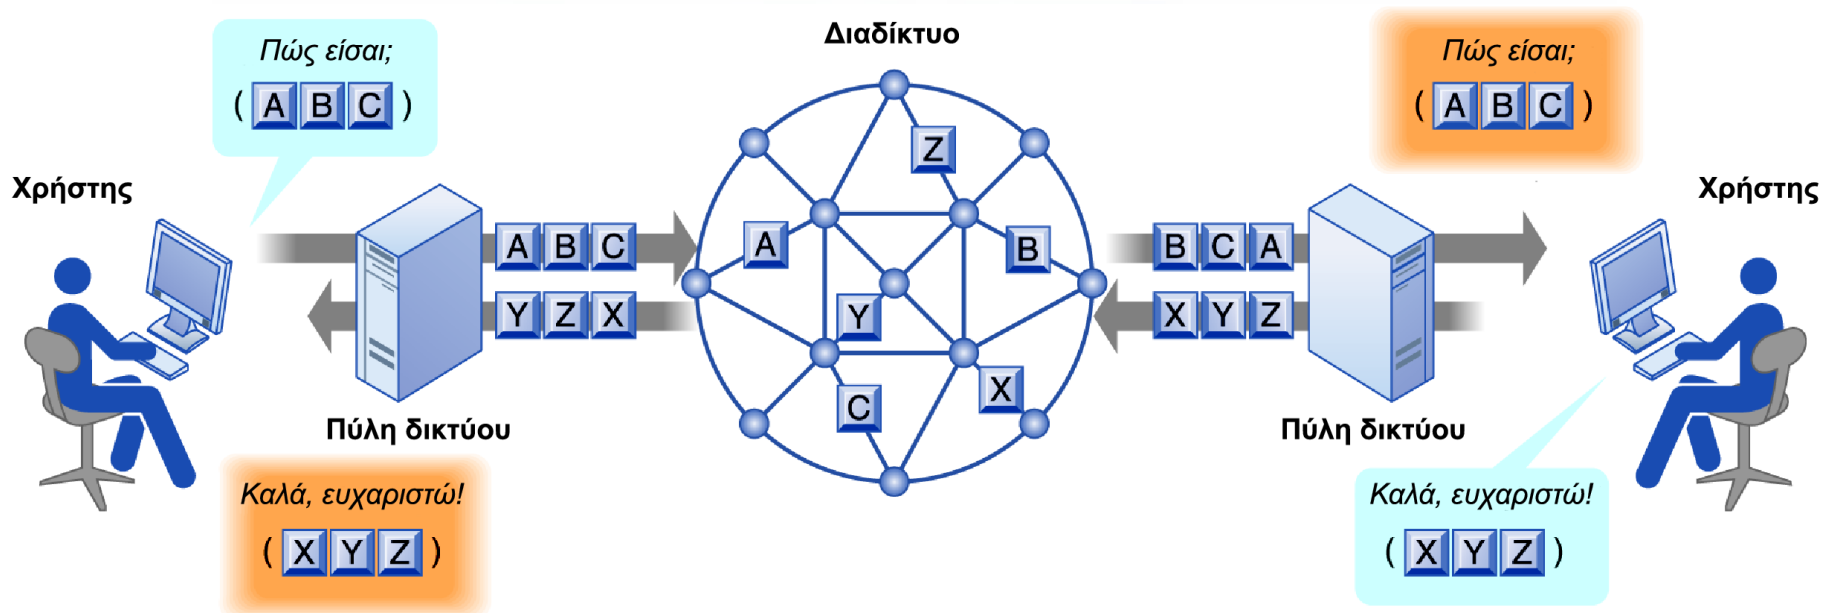 Διαδίκτυο
Πώς είσαι;
( A B C )
Πώς είσαι;
( A B C )
Χρήστης
Χρήστης
Z
A
B
Y
X
C
A B C
Y Z X
B C A
X Y Z
Πύλη δικτύου
Πύλη δικτύου
Καλά, ευχαριστώ!
( X Y Z )
Καλά, ευχαριστώ!
( X Y Z )